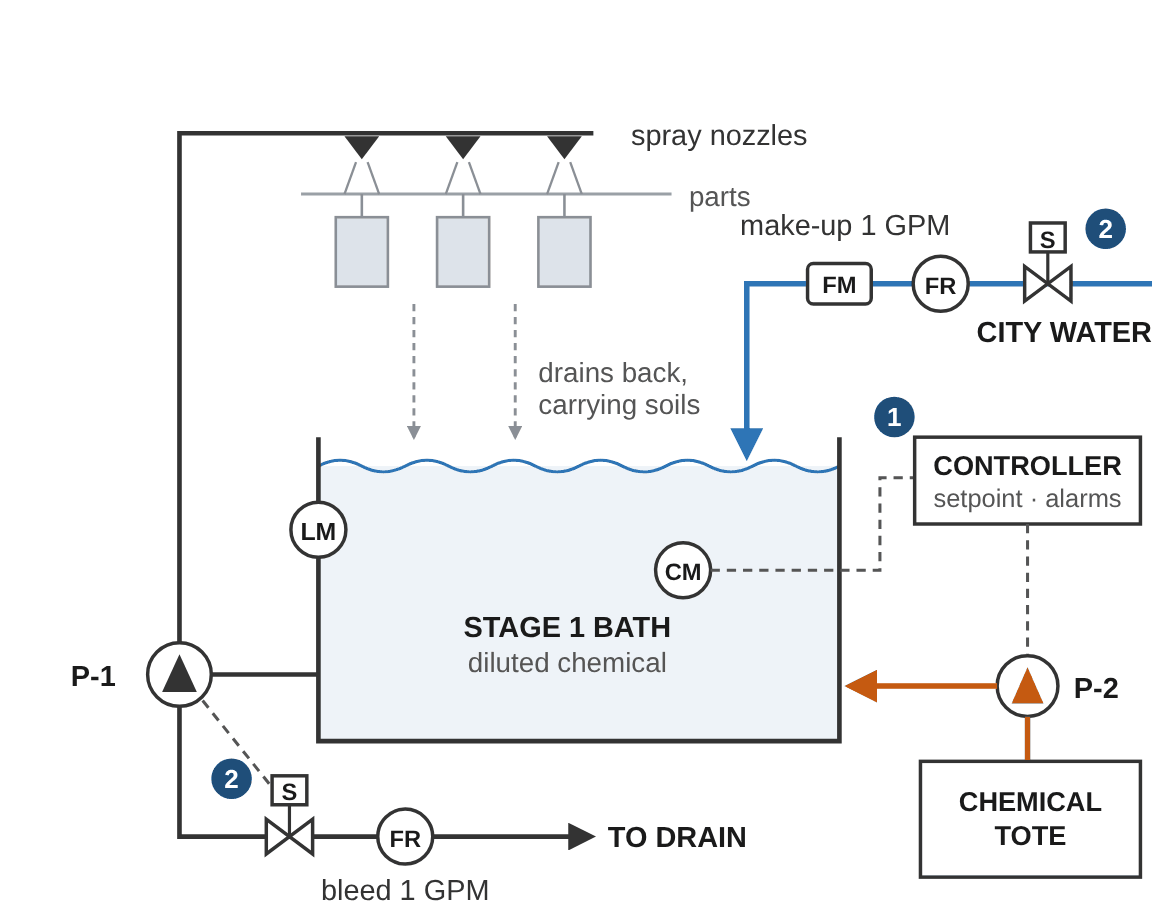 spray nozzles
parts
make-up 1 GPM
S
2
FM
FR
CITY WATER
drains back,
carrying soils
1
CONTROLLER
setpoint · alarms
LM
CM
STAGE 1 BATH
diluted chemical
P-1
P-2
2
S
CHEMICAL
TOTE
FR
TO DRAIN
bleed 1 GPM